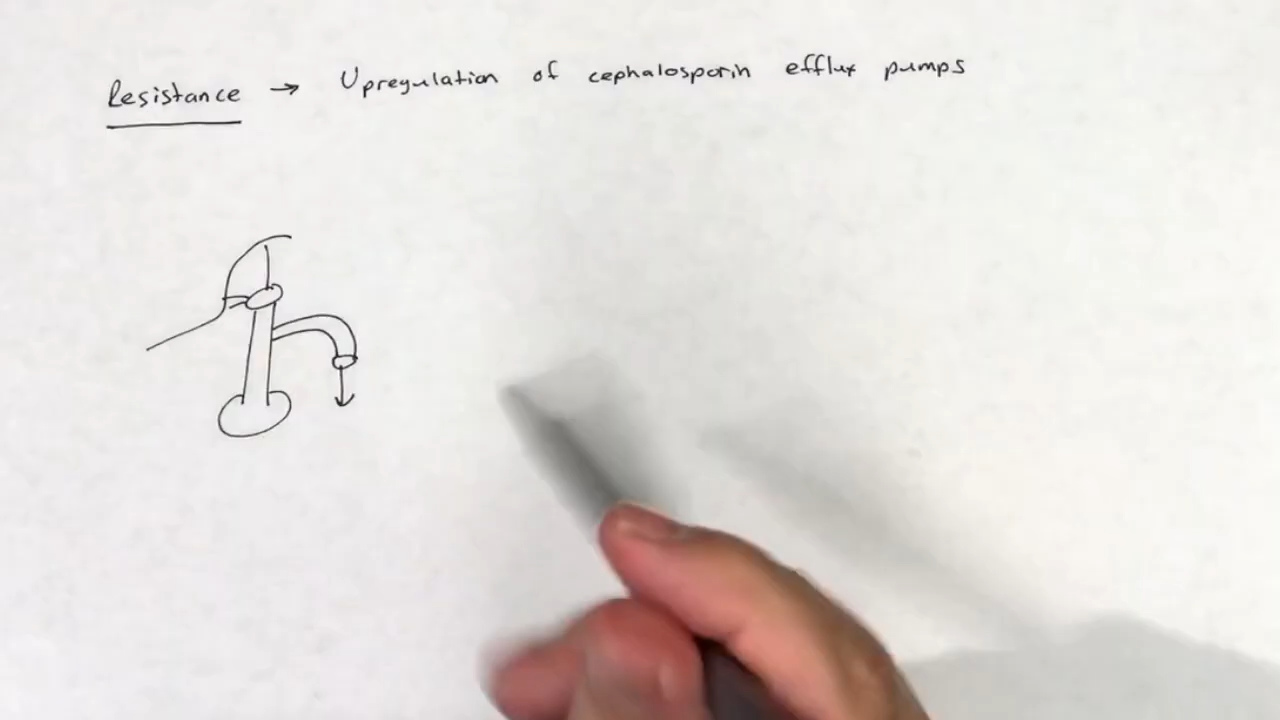 Resistance → Upregulation of cephalosporin efflux pumps